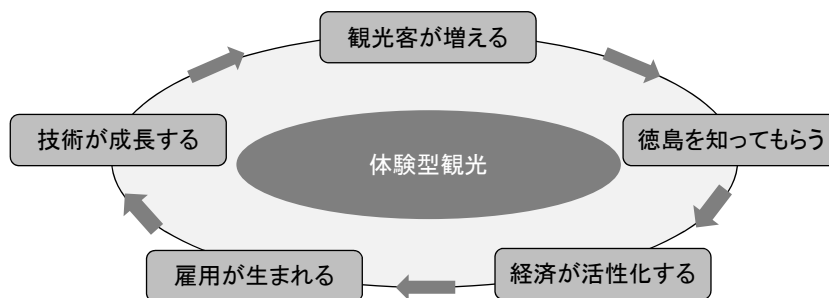 観光客が増える
技術が成長する
徳島を知ってもらう
体験型観光
雇用が生まれる
経済が活性化する